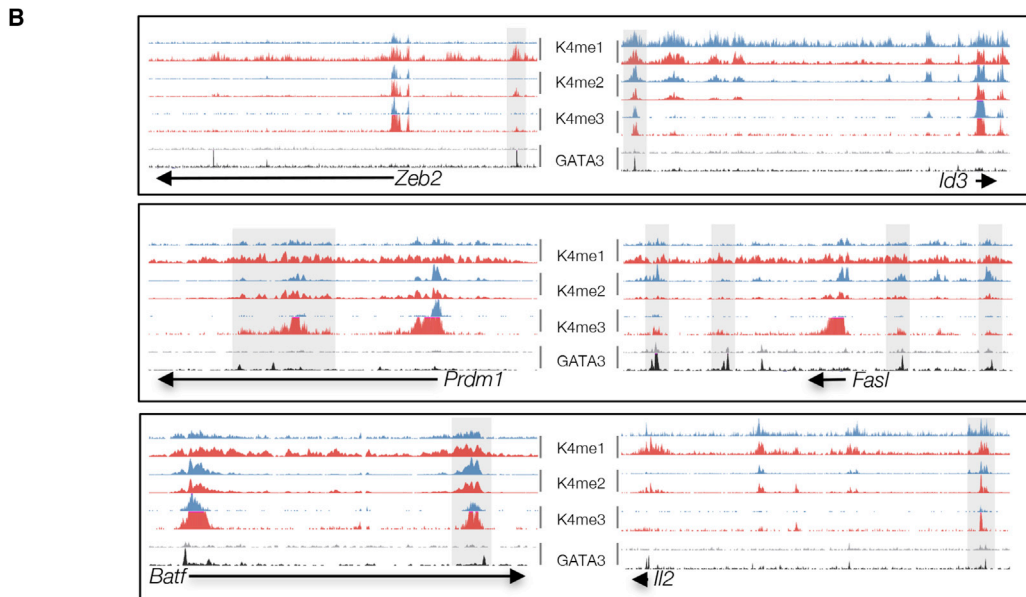 B
K4me1
K4me2
K4me3
GATA3
Zeb2
Id3
K4me1
K4me2
K4me3
GATA3
Prdm1
Fasl
K4me1
K4me2
K4me3
GATA3
Batf
Il2